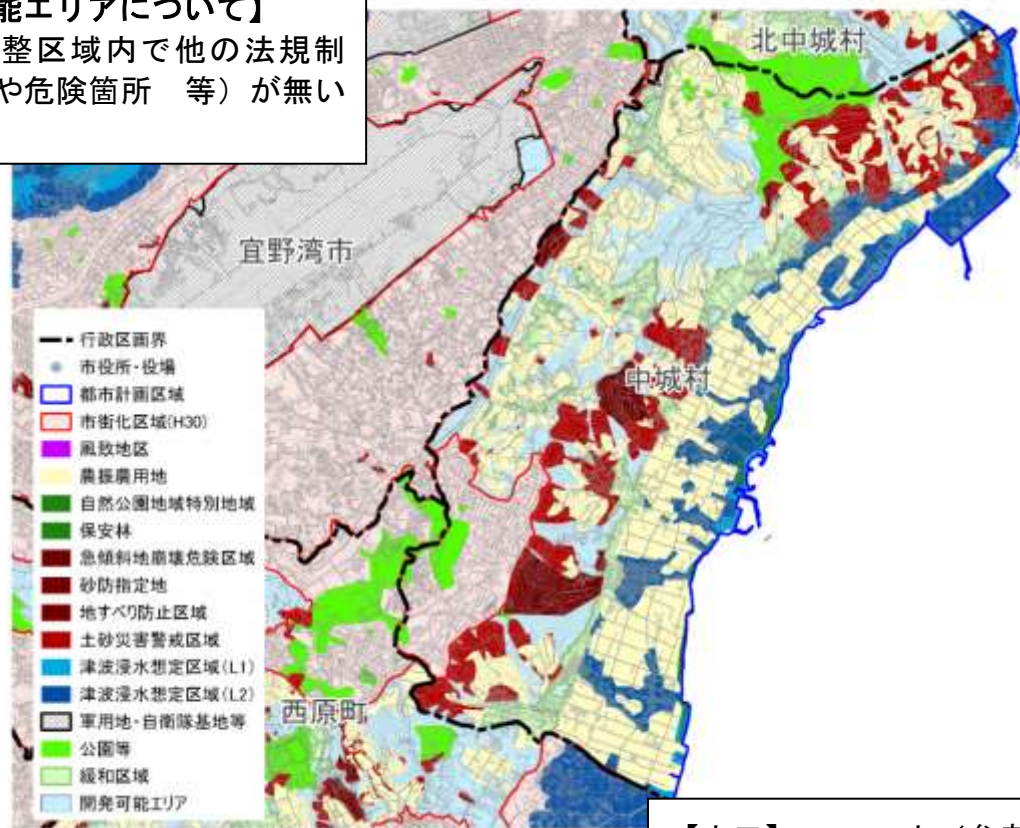 能エリアについて】
整区域内で他の法規制
や危険箇所　等）が無い
北中城村
宜野湾市
中城村
西原町
行政区画界
市役所・役場
都市計画区域
市街化区域(H30)
風致地区
農振農用地
自然公園地域特別地域
保安林
急傾斜地崩壊危険区域
砂防指定地
地すべり防止区域
土砂災害警戒区域
津波浸水想定区域(L1)
津波浸水想定区域(L2)
軍用地・自衛隊基地等
公園等
緩和区域
開発可能エリア